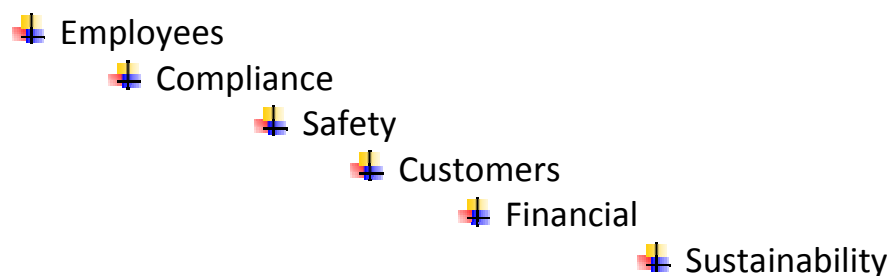 Employees
Compliance
Safety
Customers
Financial
Sustainability